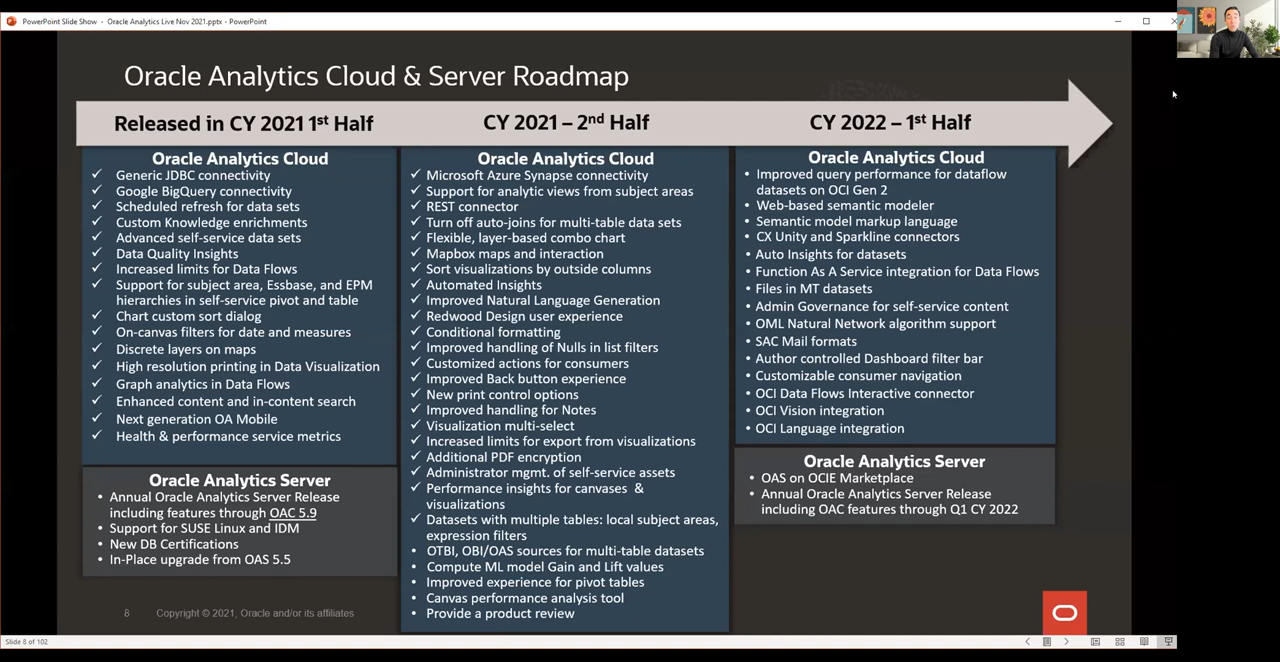 PowerPoint Slide Show - Oracle Analytics Live Nov 2021.pptx - PowerPoint
Oracle Analytics Cloud & Server Roadmap
Released in CY 2021 1st Half
Oracle Analytics Cloud
Generic JDBC connectivity
Google BigQuery connectivity
Scheduled refresh for data sets
Custom Knowledge enrichments
Advanced self-service data sets
Data Quality Insights
Increased limits for Data Flows
Support for subject area, Essbase, and EPM
hierarchies in self-service pivot and table
Chart custom sort dialog
On-canvas filters for date and measures
Discrete layers on maps
High resolution printing in Data Visualization
Graph analytics in Data Flows
Enhanced content and in-content search
Next generation OA Mobile
Health & performance service metrics
Oracle Analytics Server
Annual Oracle Analytics Server Release
including features through OAC 5.9
Support for SUSE Linux and IDM
New DB Certifications
In-Place upgrade from OAS 5.5
CY 2021 – 2nd Half
Oracle Analytics Cloud
Microsoft Azure Synapse connectivity
Support for analytic views from subject areas
REST connector
Turn off auto-joins for multi-table data sets
Flexible, layer-based combo chart
Mapbox maps and interaction
Sort visualizations by outside columns
Automated Insights
Improved Natural Language Generation
Redwood Design user experience
Conditional formatting
Improved handling of Nulls in list filters
Customized actions for consumers
Improved Back button experience
New print control options
Improved handling for Notes
Visualization multi-select
Increased limits for export from visualizations
Additional PDF encryption
Administrator mgmt. of self-service assets
Performance insights for canvases &
visualizations
Datasets with multiple tables: local subject areas,
expression filters
OTBI, OBI/OAS sources for multi-table datasets
Compute ML model Gain and Lift values
Improved experience for pivot tables
Canvas performance analysis tool
Provide a product review
CY 2022 – 1st Half
Oracle Analytics Cloud
Improved query performance for dataflow
datasets on OCI Gen 2
Web-based semantic modeler
Semantic model markup language
CX Unity and Sparkline connectors
Auto Insights for datasets
Function As A Service integration for Data Flows
Files in MT datasets
Admin Governance for self-service content
OML Natural Network algorithm support
SAC Mail formats
Author controlled Dashboard filter bar
Customizable consumer navigation
OCI Data Flows Interactive connector
OCI Vision integration
OCI Language integration
Oracle Analytics Server
OAS on OCIE Marketplace
Annual Oracle Analytics Server Release
including OAC features through Q1 CY 2022
8 Copyright © 2021, Oracle and/or its affiliates
Slide 8 of 102